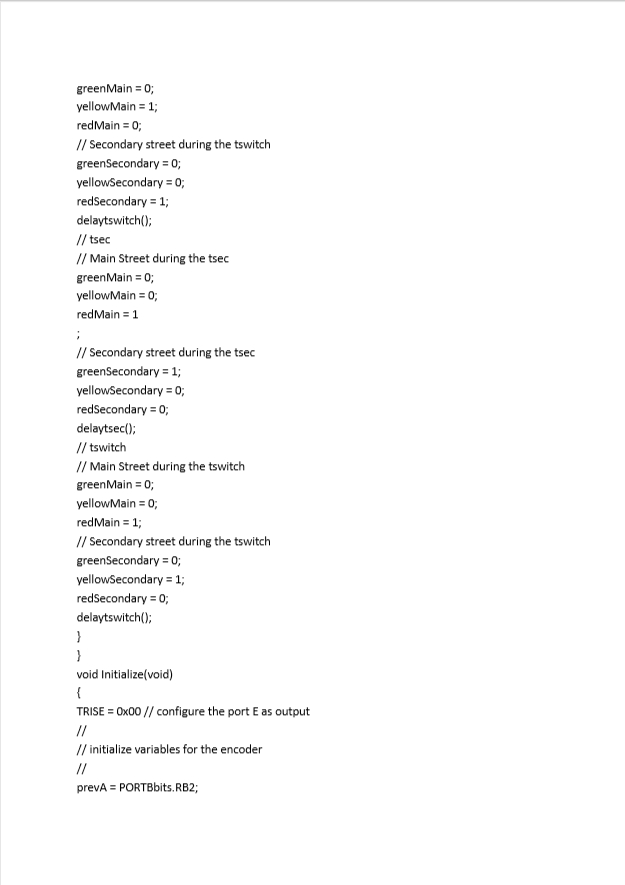 greenMain = 0;
yellowMain = 1;
redMain = 0;
// Secondary street during the tswitch
greenSecondary = 0;
yellowSecondary = 0;
redSecondary = 1;
delaytswitch();
// tsec
// Main Street during the tsec
greenMain = 0;
yellowMain = 0;
redMain = 1
;
// Secondary street during the tsec
greenSecondary = 1;
yellowSecondary = 0;
redSecondary = 0;
delaytsec();
// tswitch
// Main Street during the tswitch
greenMain = 0;
yellowMain = 0;
redMain = 1;
// Secondary street during the tswitch
greenSecondary = 0;
yellowSecondary = 1;
redSecondary = 0;
delaytswitch();
}
}
void Initialize(void)
{
TRISE = 0x00 // configure the port E as output
//
// initialize variables for the encoder
//
prevA = PORTBbits.RB2;